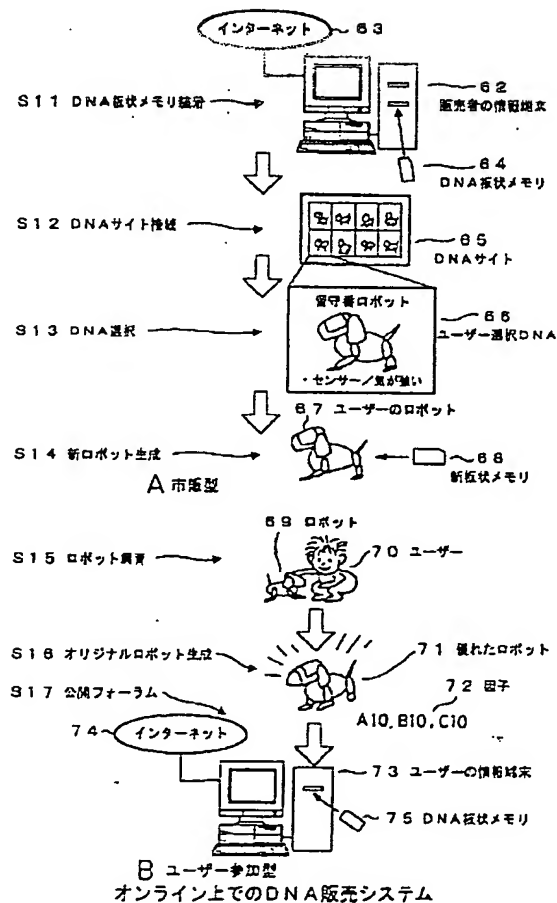 インターネット 63
S11 DNA板状メモリ装着
62
販売者の情報端末
64
DNA板状メモリ
S12 DNAサイト接続
65
DNAサイト
S13 DNA選択
留守番ロボット
・センサー/気が強い
66
ユーザー選択DNA
67 ユーザーのロボット
S14 新ロボット生成
68
新板状メモリ
A 市販型
69 ロボット
S15 ロボット飼育
70 ユーザー
S16 オリジナルロボット生成
71 優れたロボット
72 因子
A10,B10,C10
S17 公開フォーラム
74 インターネット
73 ユーザーの情報端末
75 DNA板状メモリ
B ユーザー参加型
オンライン上でのDNA販売システム